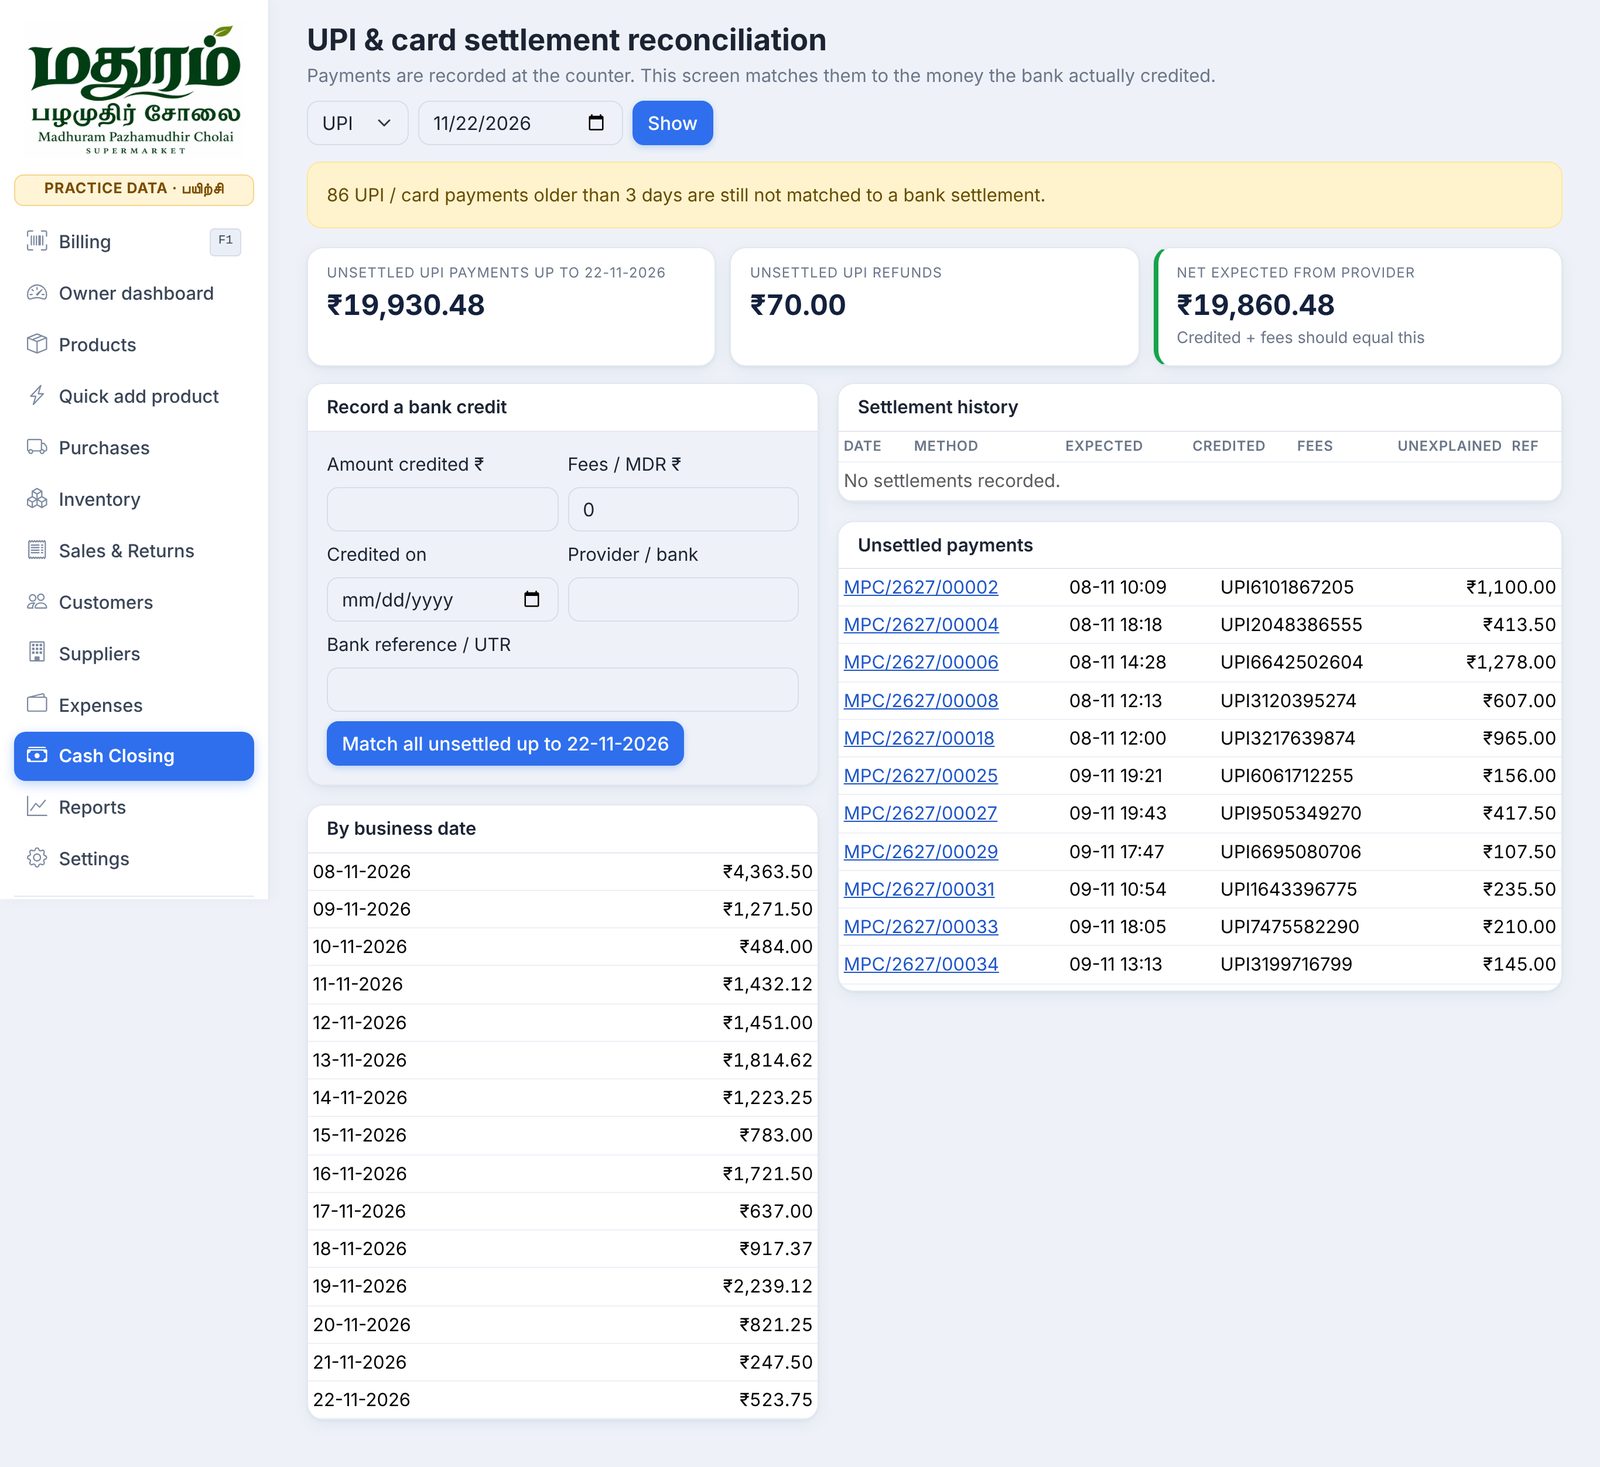 மதுரம்
பழமுதிர் சோலை
Madhuram Pazhamudhir Cholai
SUPERMARKET
PRACTICE DATA · பயிற்சி
Billing F1
Owner dashboard
Products
Quick add product
Purchases
Inventory
Sales & Returns
Customers
Suppliers
Expenses
Cash Closing
Reports
Settings
UPI & card settlement reconciliation
Payments are recorded at the counter. This screen matches them to the money the bank actually credited.
UPI 11/22/2026 Show
86 UPI / card payments older than 3 days are still not matched to a bank settlement.
UNSETTLED UPI PAYMENTS UP TO 22-11-2026
₹19,930.48
UNSETTLED UPI REFUNDS
₹70.00
NET EXPECTED FROM PROVIDER
₹19,860.48
Credited + fees should equal this
Record a bank credit
Amount credited ₹ Fees / MDR ₹
0
Credited on Provider / bank
mm/dd/yyyy
Bank reference / UTR
Match all unsettled up to 22-11-2026
By business date
08-11-2026 ₹4,363.50
09-11-2026 ₹1,271.50
10-11-2026 ₹484.00
11-11-2026 ₹1,432.12
12-11-2026 ₹1,451.00
13-11-2026 ₹1,814.62
14-11-2026 ₹1,223.25
15-11-2026 ₹783.00
16-11-2026 ₹1,721.50
17-11-2026 ₹637.00
18-11-2026 ₹917.37
19-11-2026 ₹2,239.12
20-11-2026 ₹821.25
21-11-2026 ₹247.50
22-11-2026 ₹523.75
Settlement history
DATE METHOD EXPECTED CREDITED FEES UNEXPLAINED REF
No settlements recorded.
Unsettled payments
MPC/2627/00002 08-11 10:09 UPI6101867205 ₹1,100.00
MPC/2627/00004 08-11 18:18 UPI2048386555 ₹413.50
MPC/2627/00006 08-11 14:28 UPI6642502604 ₹1,278.00
MPC/2627/00008 08-11 12:13 UPI3120395274 ₹607.00
MPC/2627/00018 08-11 12:00 UPI3217639874 ₹965.00
MPC/2627/00025 09-11 19:21 UPI6061712255 ₹156.00
MPC/2627/00027 09-11 19:43 UPI9505349270 ₹417.50
MPC/2627/00029 09-11 17:47 UPI6695080706 ₹107.50
MPC/2627/00031 09-11 10:54 UPI1643396775 ₹235.50
MPC/2627/00033 09-11 18:05 UPI7475582290 ₹210.00
MPC/2627/00034 09-11 13:13 UPI3199716799 ₹145.00